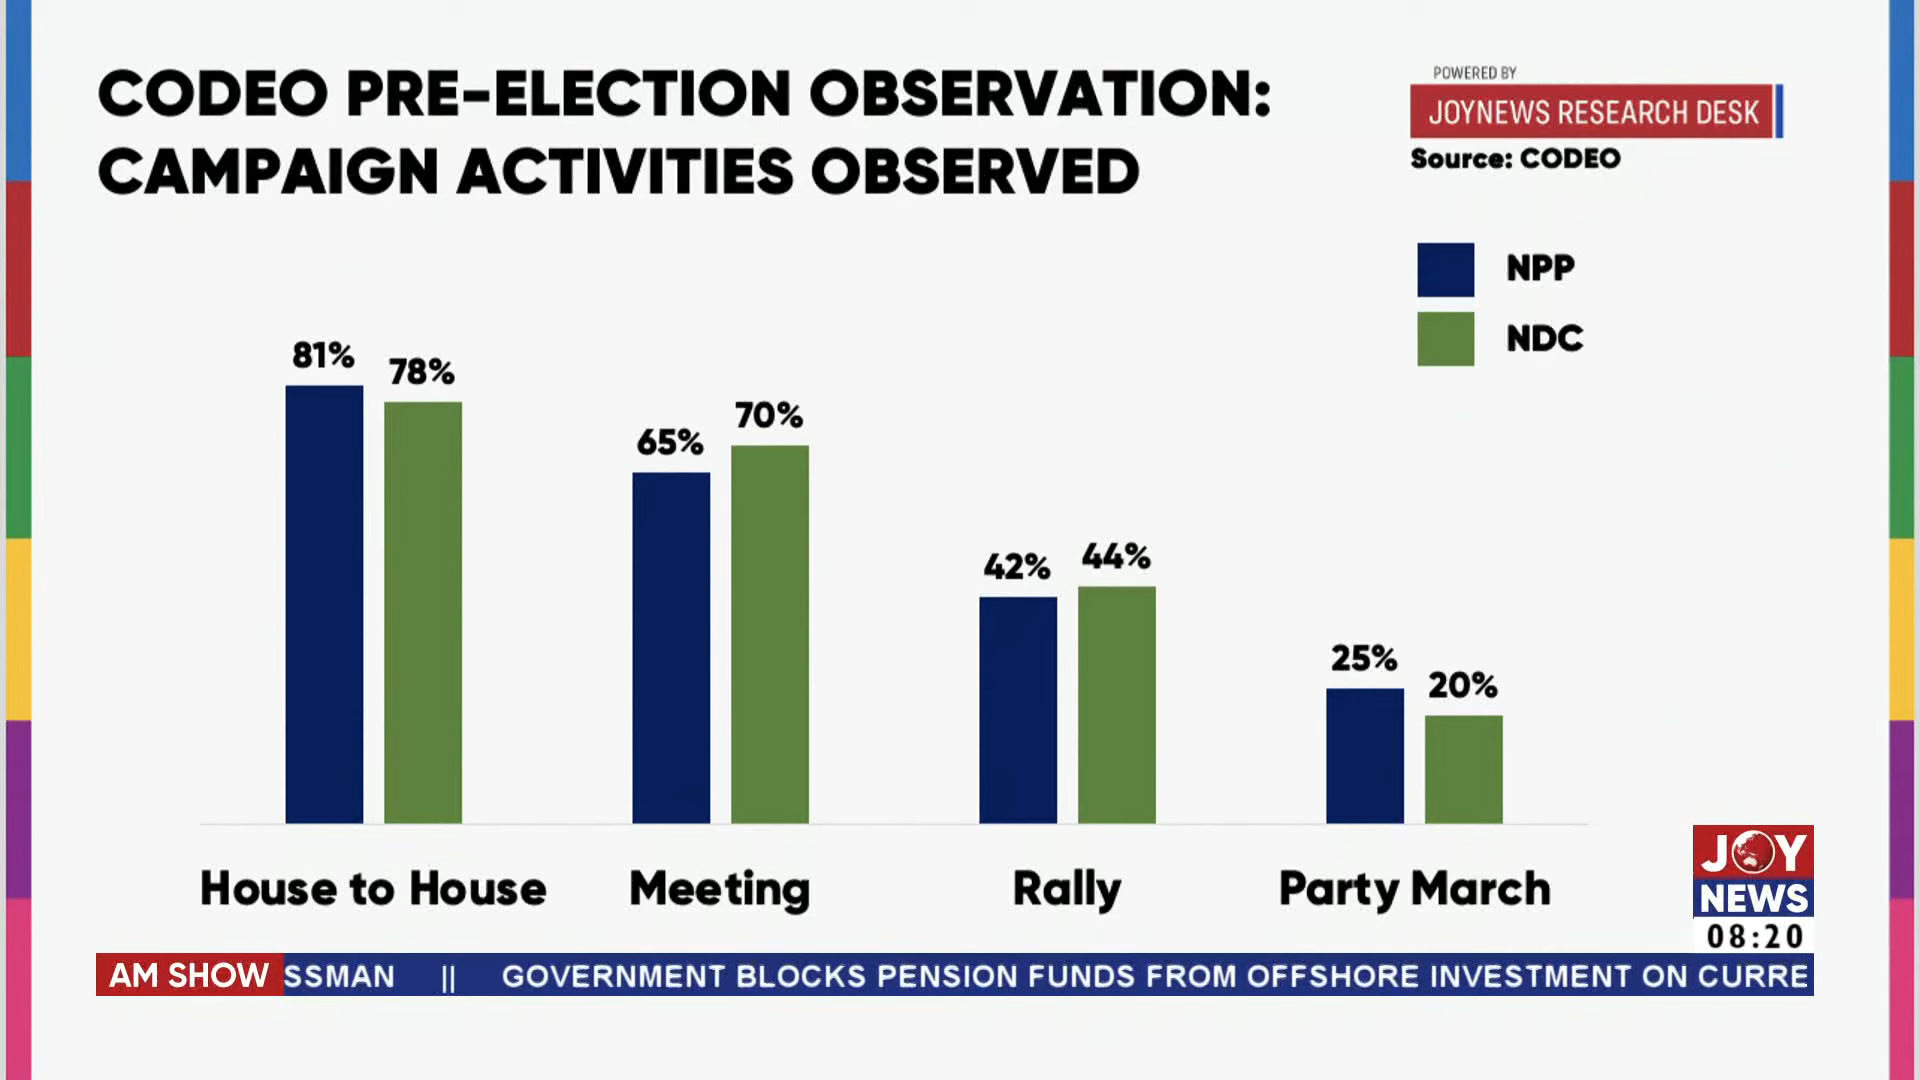 CODEO PRE-ELECTION OBSERVATION:
CAMPAIGN ACTIVITIES OBSERVED
POWERED BY
JOYNEWS RESEARCH DESK
Source: CODEO
NPP
NDC
81%
78%
65%
70%
42%
44%
25%
20%
House to House
Meeting
Rally
Party March
JOY
NEWS
08:20
AM SHOW
SSMAN || GOVERNMENT BLOCKS PENSION FUNDS FROM OFFSHORE INVESTMENT ON CURRE